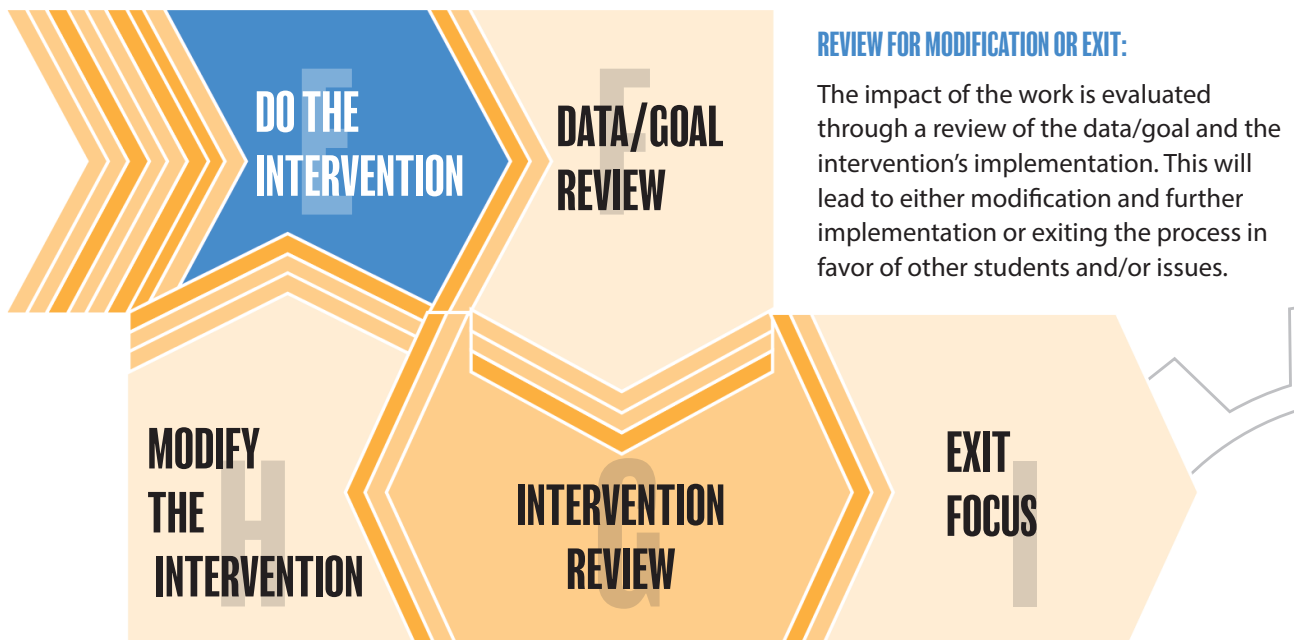 E
DO THE
INTERVENTION
F
DATA/GOAL
REVIEW
REVIEW FOR MODIFICATION OR EXIT:
The impact of the work is evaluated
through a review of the data/goal and the
intervention’s implementation. This will
lead to either modification and further
implementation or exiting the process in
favor of other students and/or issues.
H
MODIFY
THE
INTERVENTION
G
INTERVENTION
REVIEW
I
EXIT
FOCUS